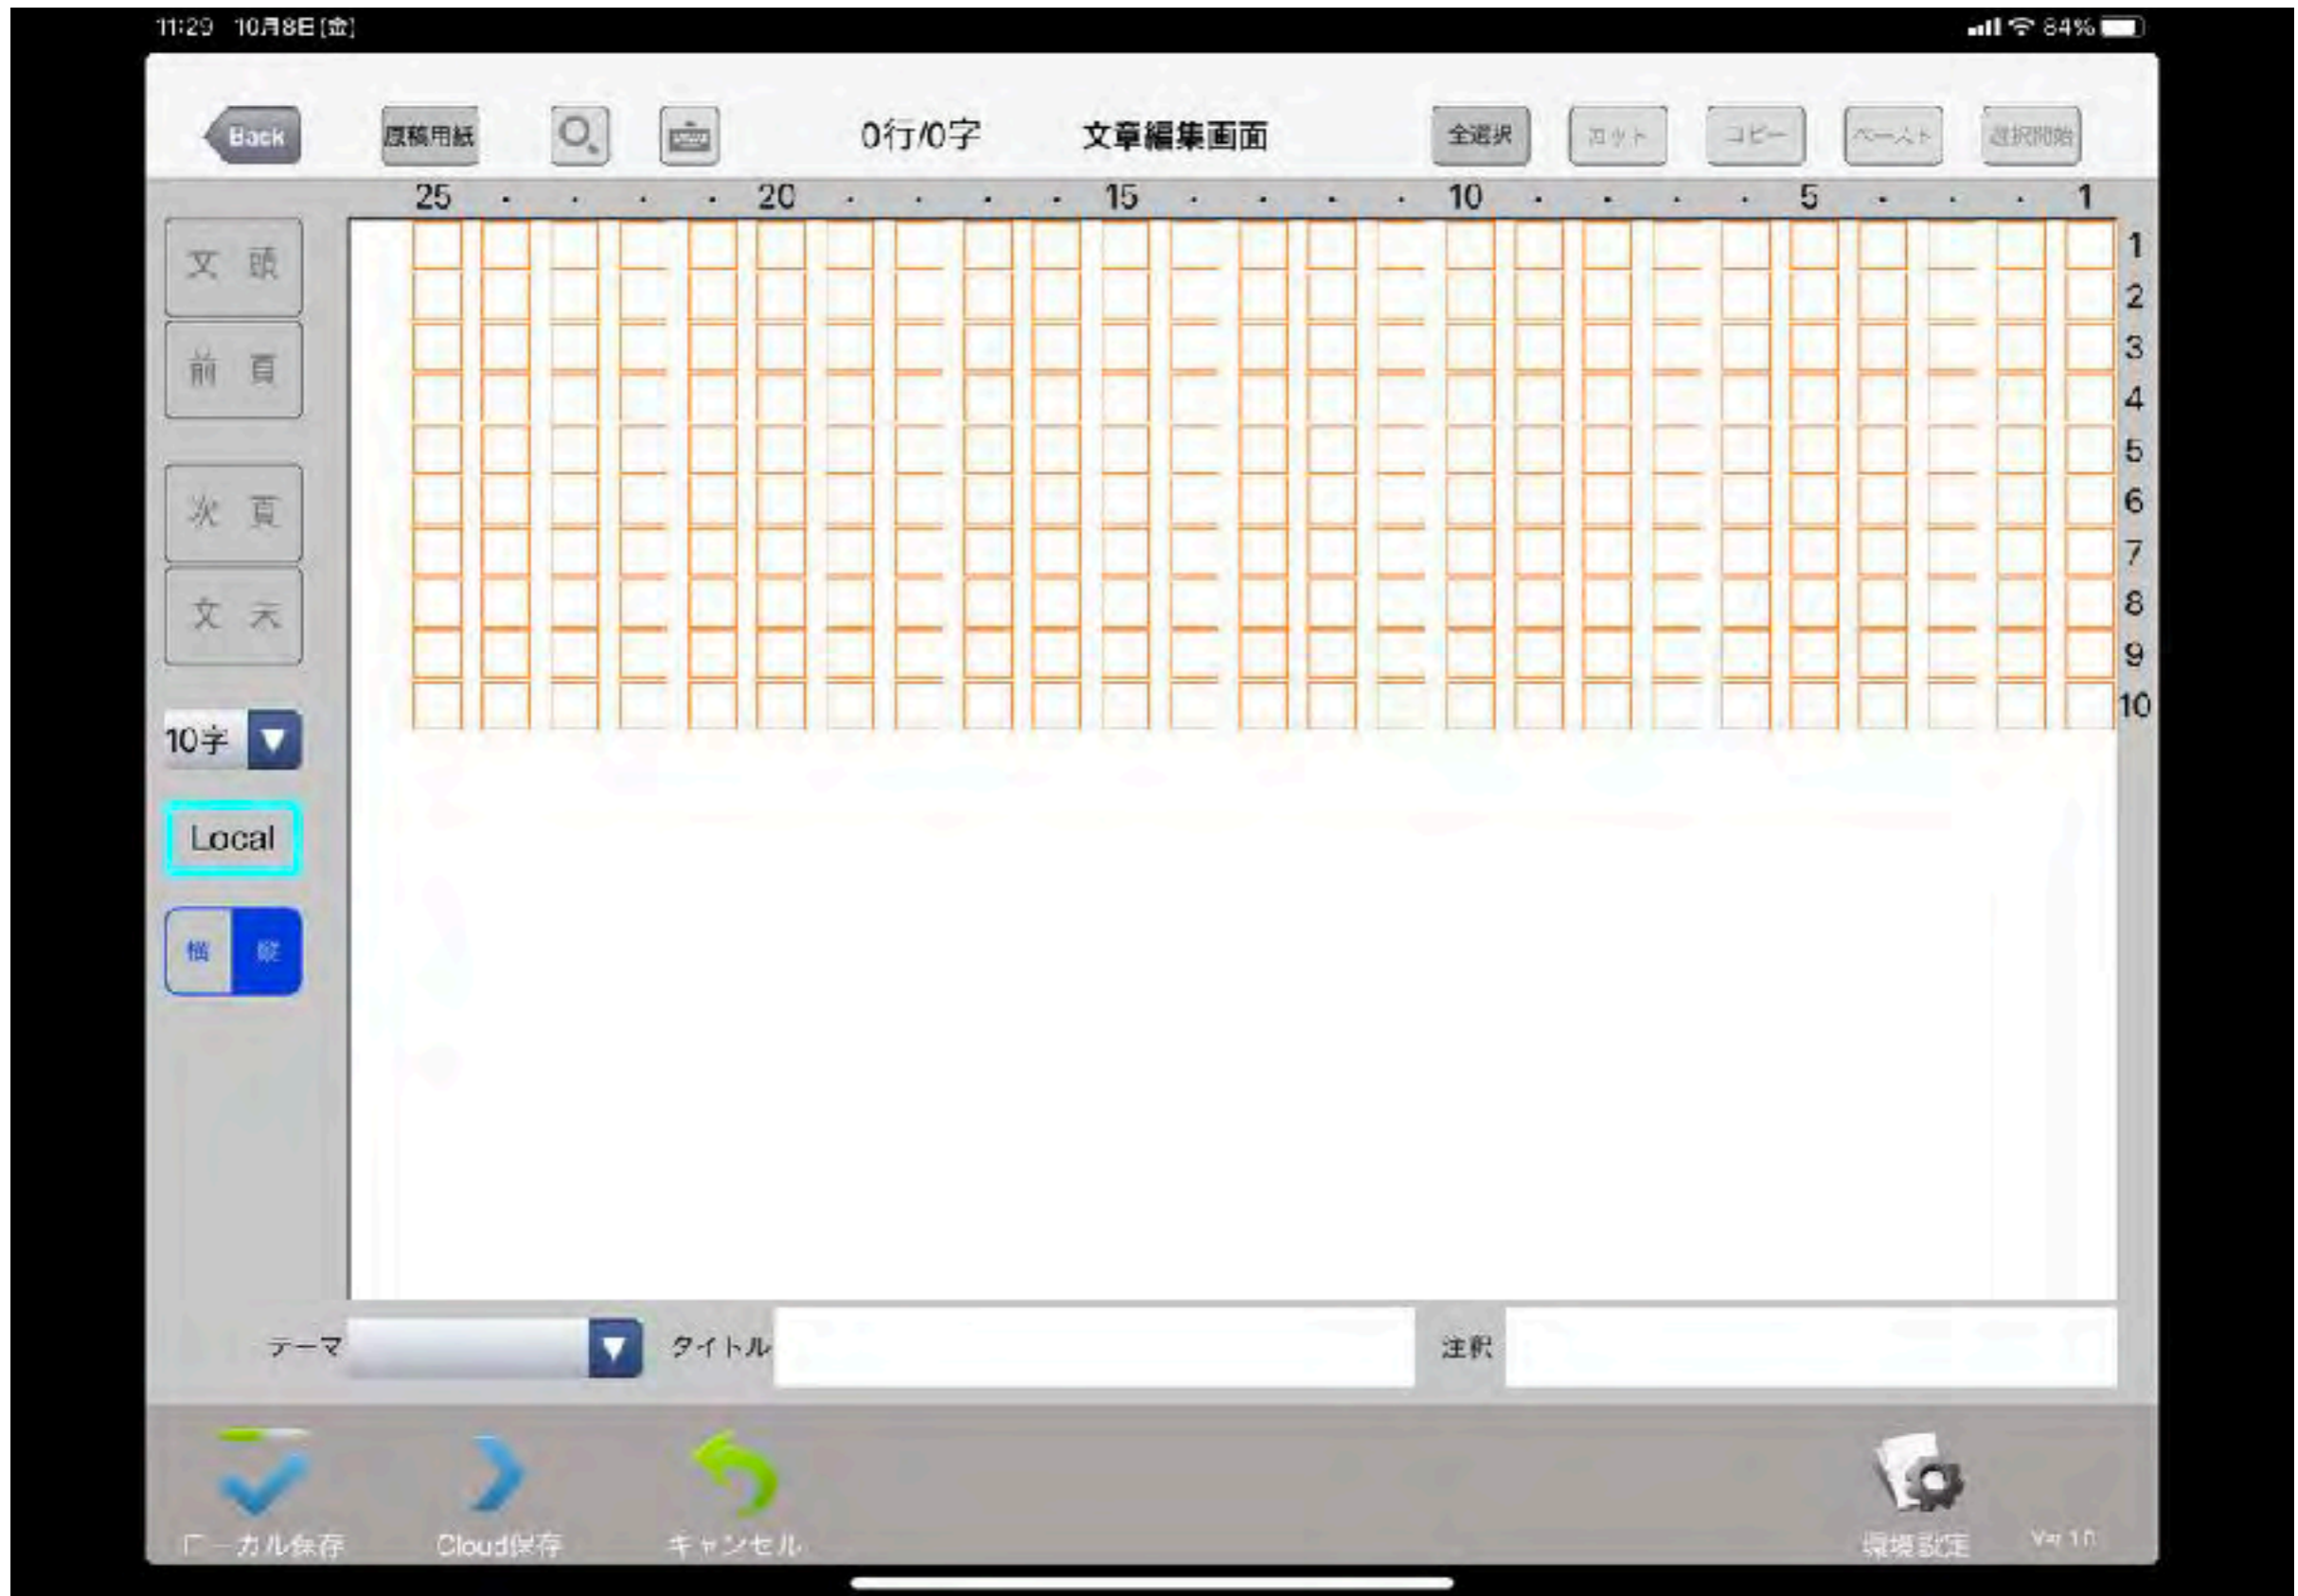 11:29 10月8日(金) 84%
Back 原稿用紙 0行/0字 文章編集画面 全選択 カット コピー ペースト 選択開始
25 · · · · 20 · · · · 15 · · · · 10 · · · · 5 · · · 1
1
2
3
4
5
6
7
8
9
10
文 頭
前 頁
次 頁
文 末
10字
Local
横 縦
テーマ タイトル 注釈
ローカル保存 Cloud保存 キャンセル 環境設定 Ver 1.0